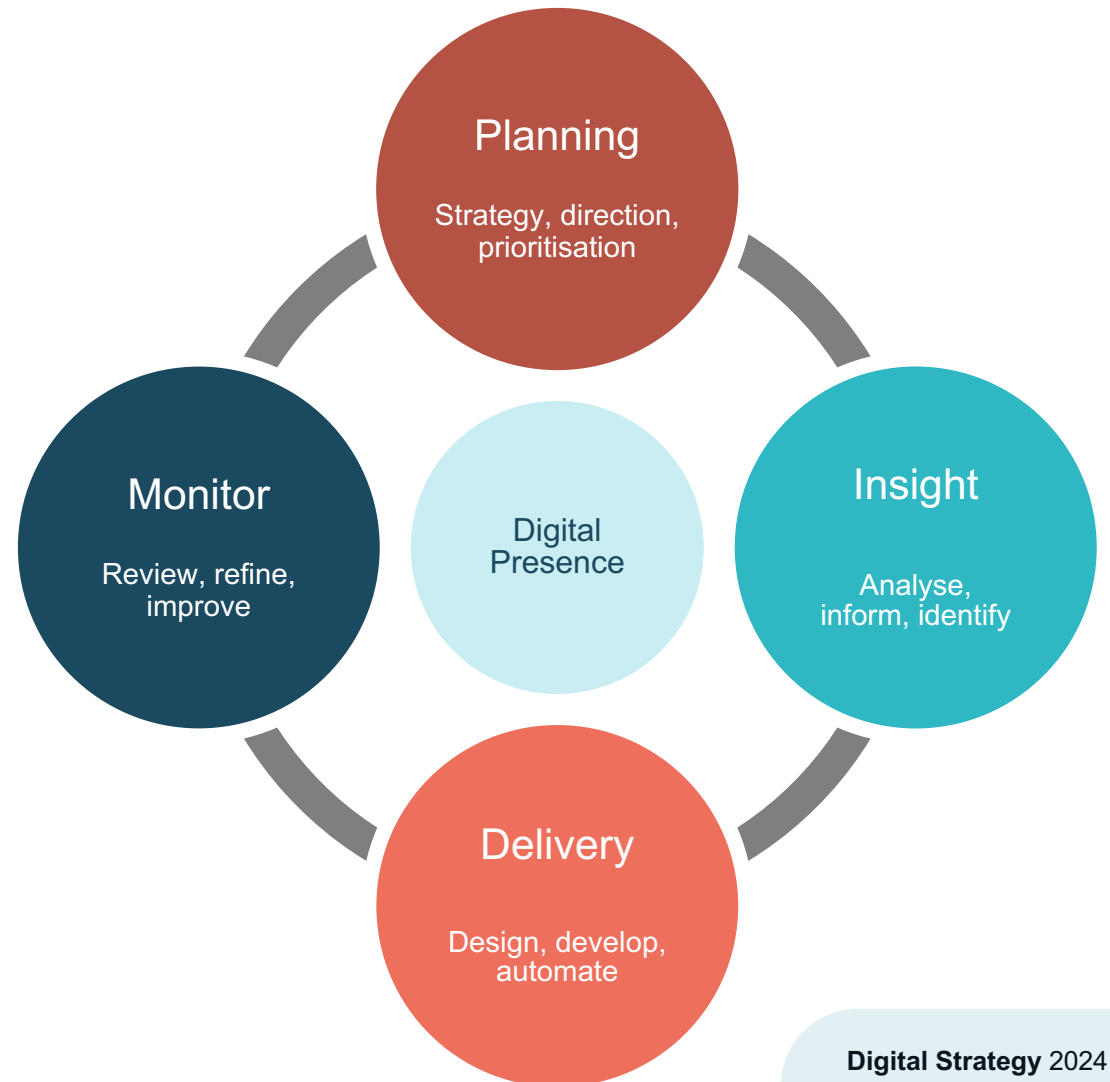 Planning
Strategy, direction,
prioritisation
Monitor
Review, refine,
improve
Digital
Presence
Insight
Analyse,
inform, identify
Delivery
Design, develop,
automate
Digital Strategy 2024